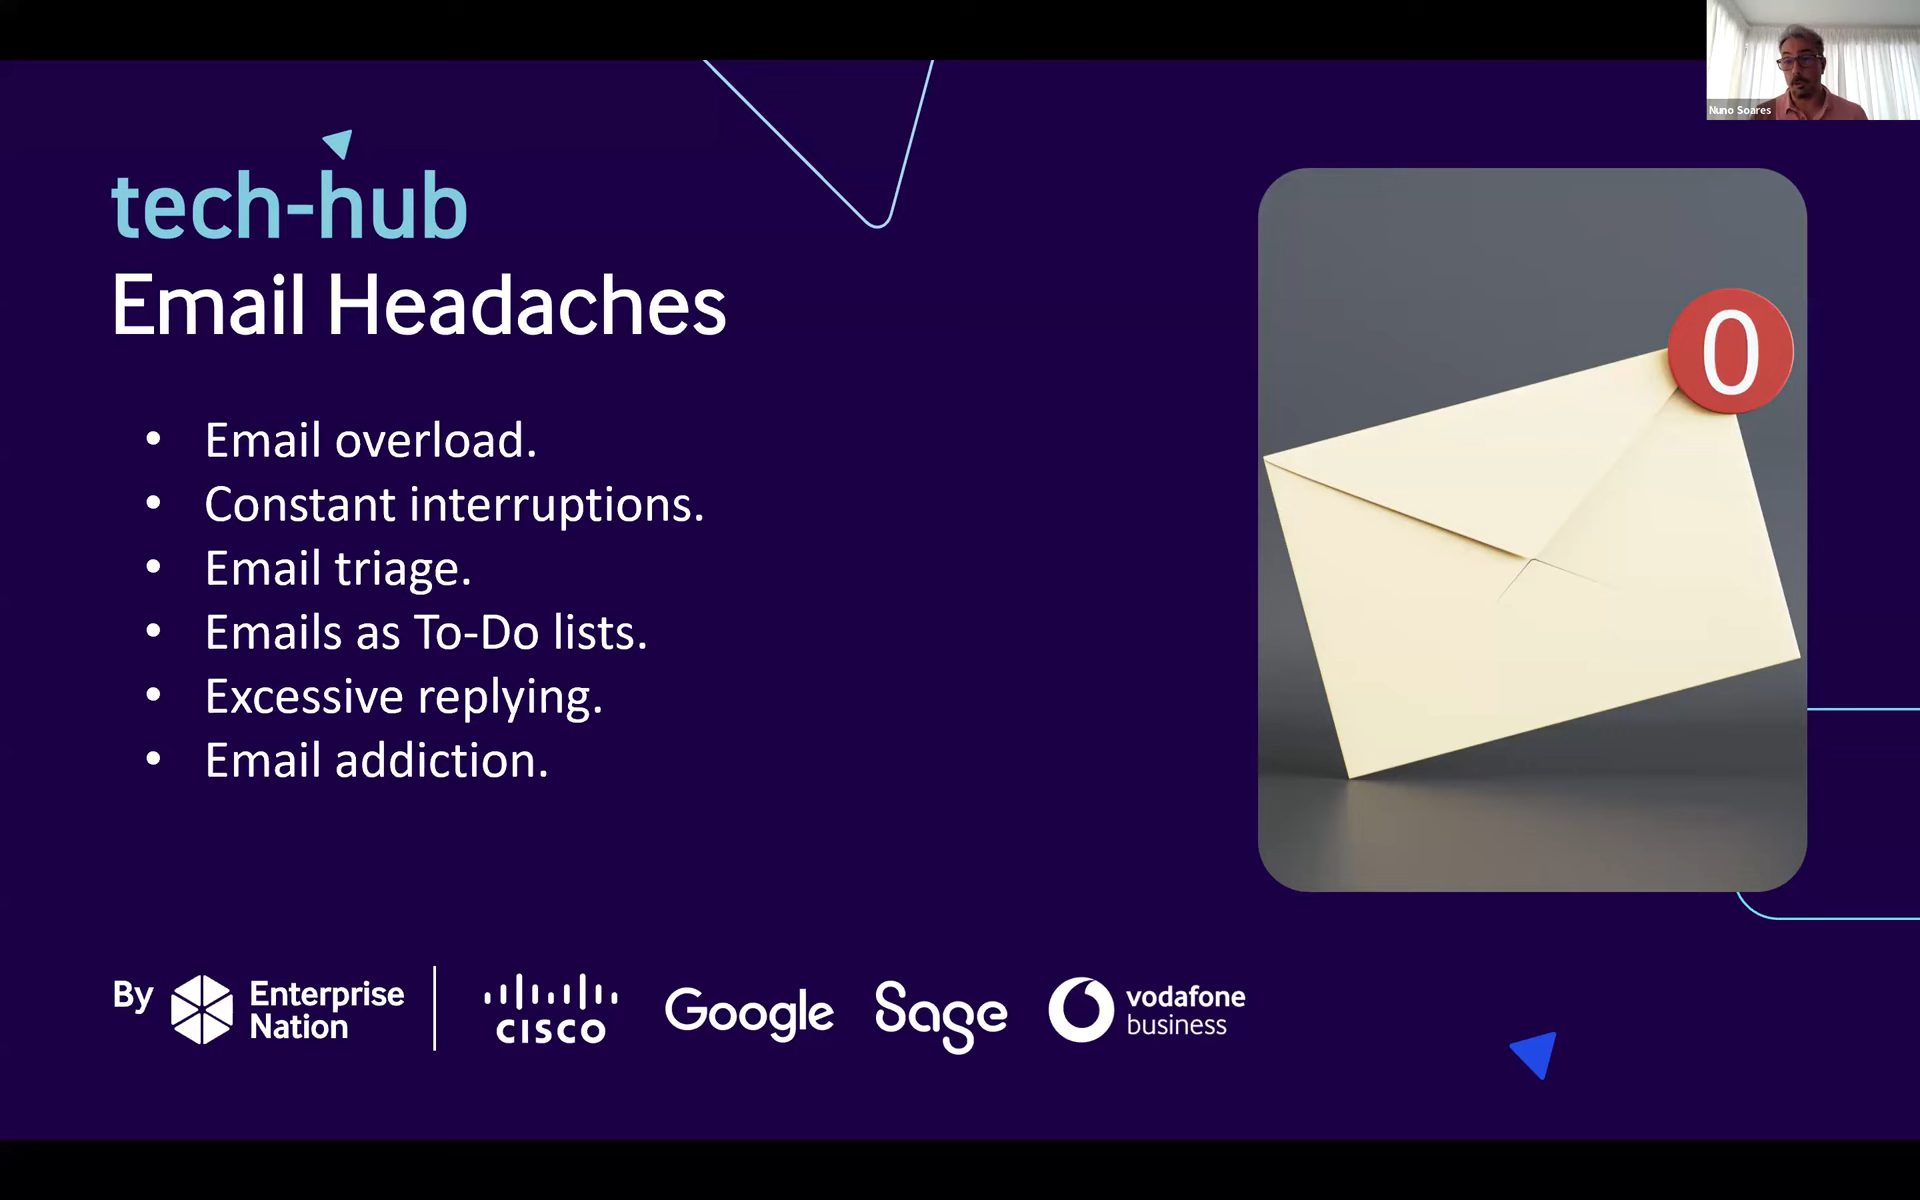 Nuno Soares
tech-hub
Email Headaches
0
• Email overload.
• Constant interruptions.
• Email triage.
• Emails as To-Do lists.
• Excessive replying.
• Email addiction.
By Enterprise Nation
CISCO
Google
Sage
vodafone business